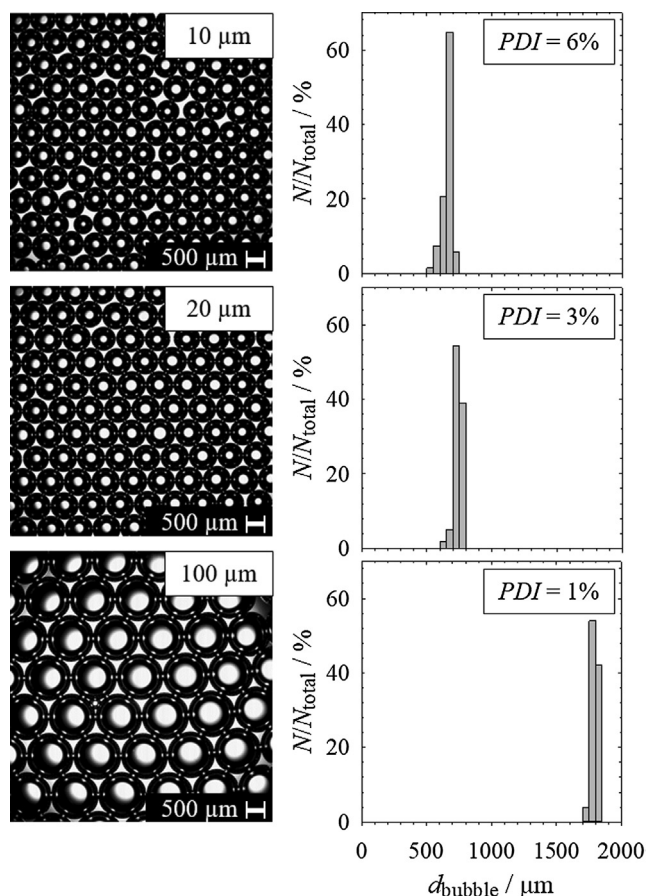 10 µm
500 µm
PDI = 6%
N/N_total / %
60
40
20
0
20 µm
500 µm
PDI = 3%
N/N_total / %
60
40
20
0
100 µm
500 µm
PDI = 1%
N/N_total / %
60
40
20
0
0 500 1000 1500 2000
d_bubble / µm